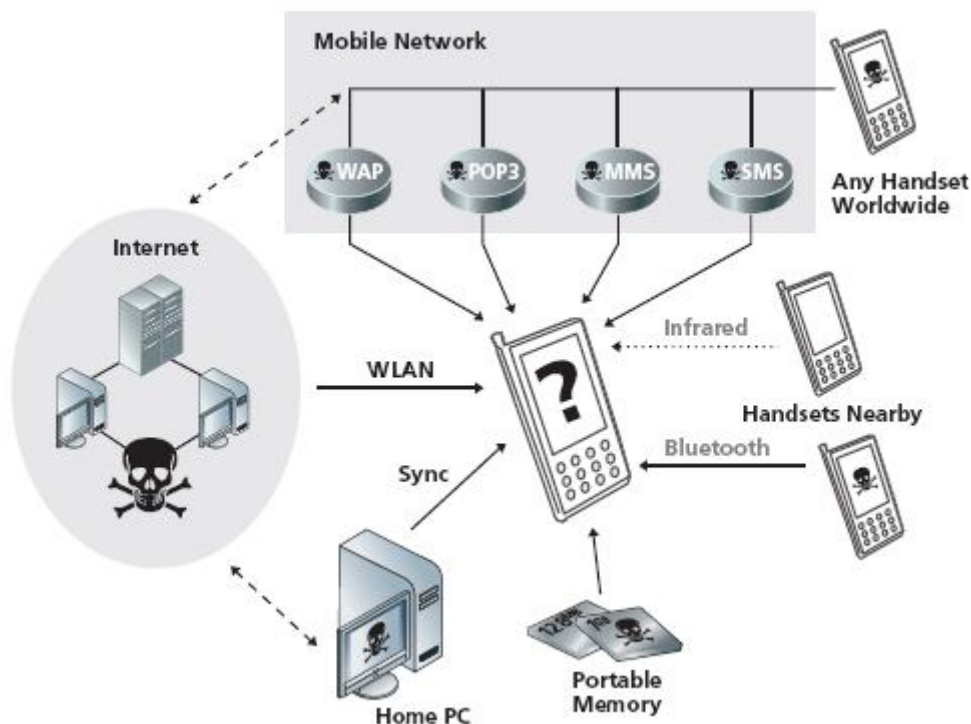 Mobile Network
WAP
POP3
MMS
SMS
Any Handset
Worldwide
Internet
Infrared
WLAN
?
Handsets Nearby
Bluetooth
Sync
Portable
Memory
Home PC